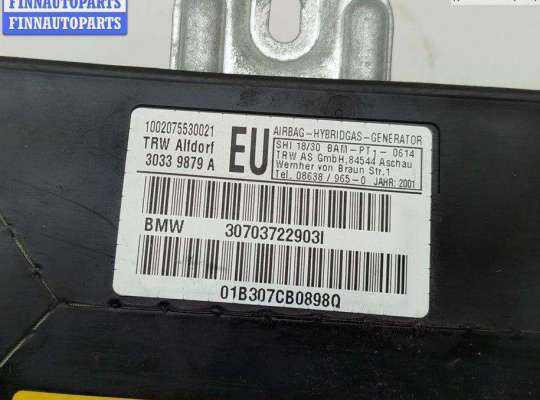 FINNAUTOPARTS
FINNAUTOPARTS
1002075530021
TRW Alfdorf
3033 9879 A
EU
AIRBAG-HYBRIDGAS-GENERATOR
SHI 18/30 BAM-PT1-0614
TRW AS GmbH,84544 Aschau
Wernher von Braun Str.1
Tel. 08638/965-0 JAHR:2001
BMW 30703722903I
01B307CB0898Q